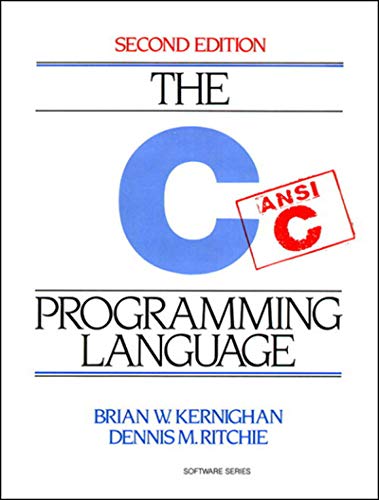 SECOND EDITION
THE
C
ANSI
C
PROGRAMMING
LANGUAGE
BRIAN W. KERNIGHAN
DENNIS M. RITCHIE
SOFTWARE SERIES